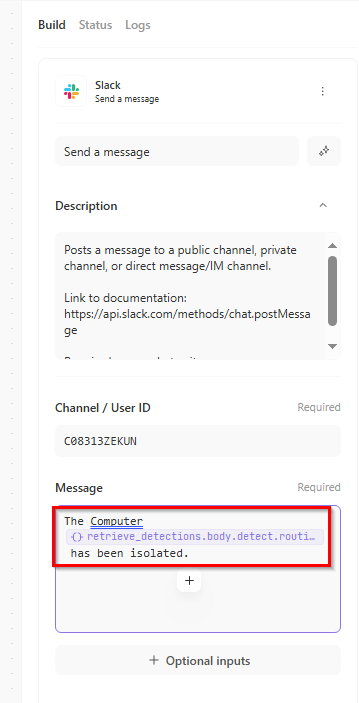 Build Status Logs
Slack
Send a message
Send a message
Description
Posts a message to a public channel, private
channel, or direct message/IM channel.
Link to documentation:
https://api.slack.com/methods/chat.postMessa
ge
Channel / User ID Required
C08313ZEKUN
Message Required
The Computer
{} retrieve_detections.body.detect.routi…
has been isolated.
+
+ Optional inputs